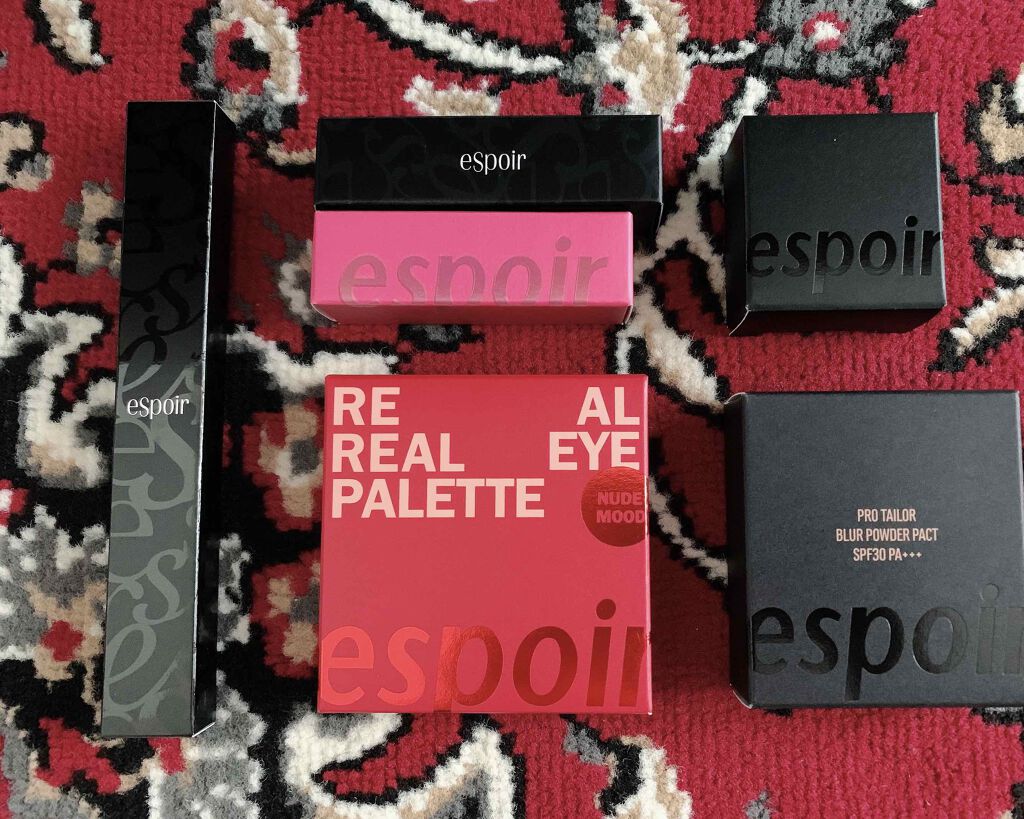 eSpoir
espoir
espoir
eSpoir
RE AL
REAL EYE
PALETTE
NUDE
MOOD
espoir
PRO TAILOR
BLUR POWDER PACT
SPF30 PA+++
espoir